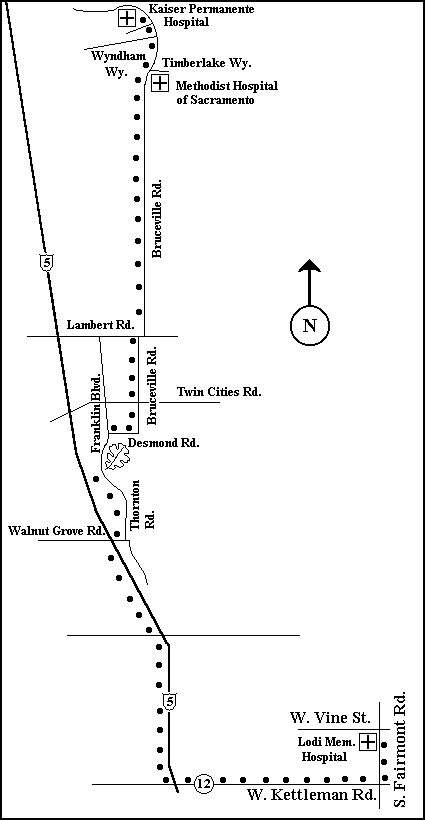 Kaiser Permanente
Hospital
Wyndham
Wy.
Timberlake Wy.
Methodist Hospital
of Sacramento
Bruceville Rd.
5
N
Lambert Rd.
Franklin Blvd.
Bruceville Rd.
Twin Cities Rd.
Desmond Rd.
Thornton
Rd.
Walnut Grove Rd.
5
W. Vine St.
Lodi Mem.
Hospital
S. Fairmont Rd.
12
W. Kettleman Rd.